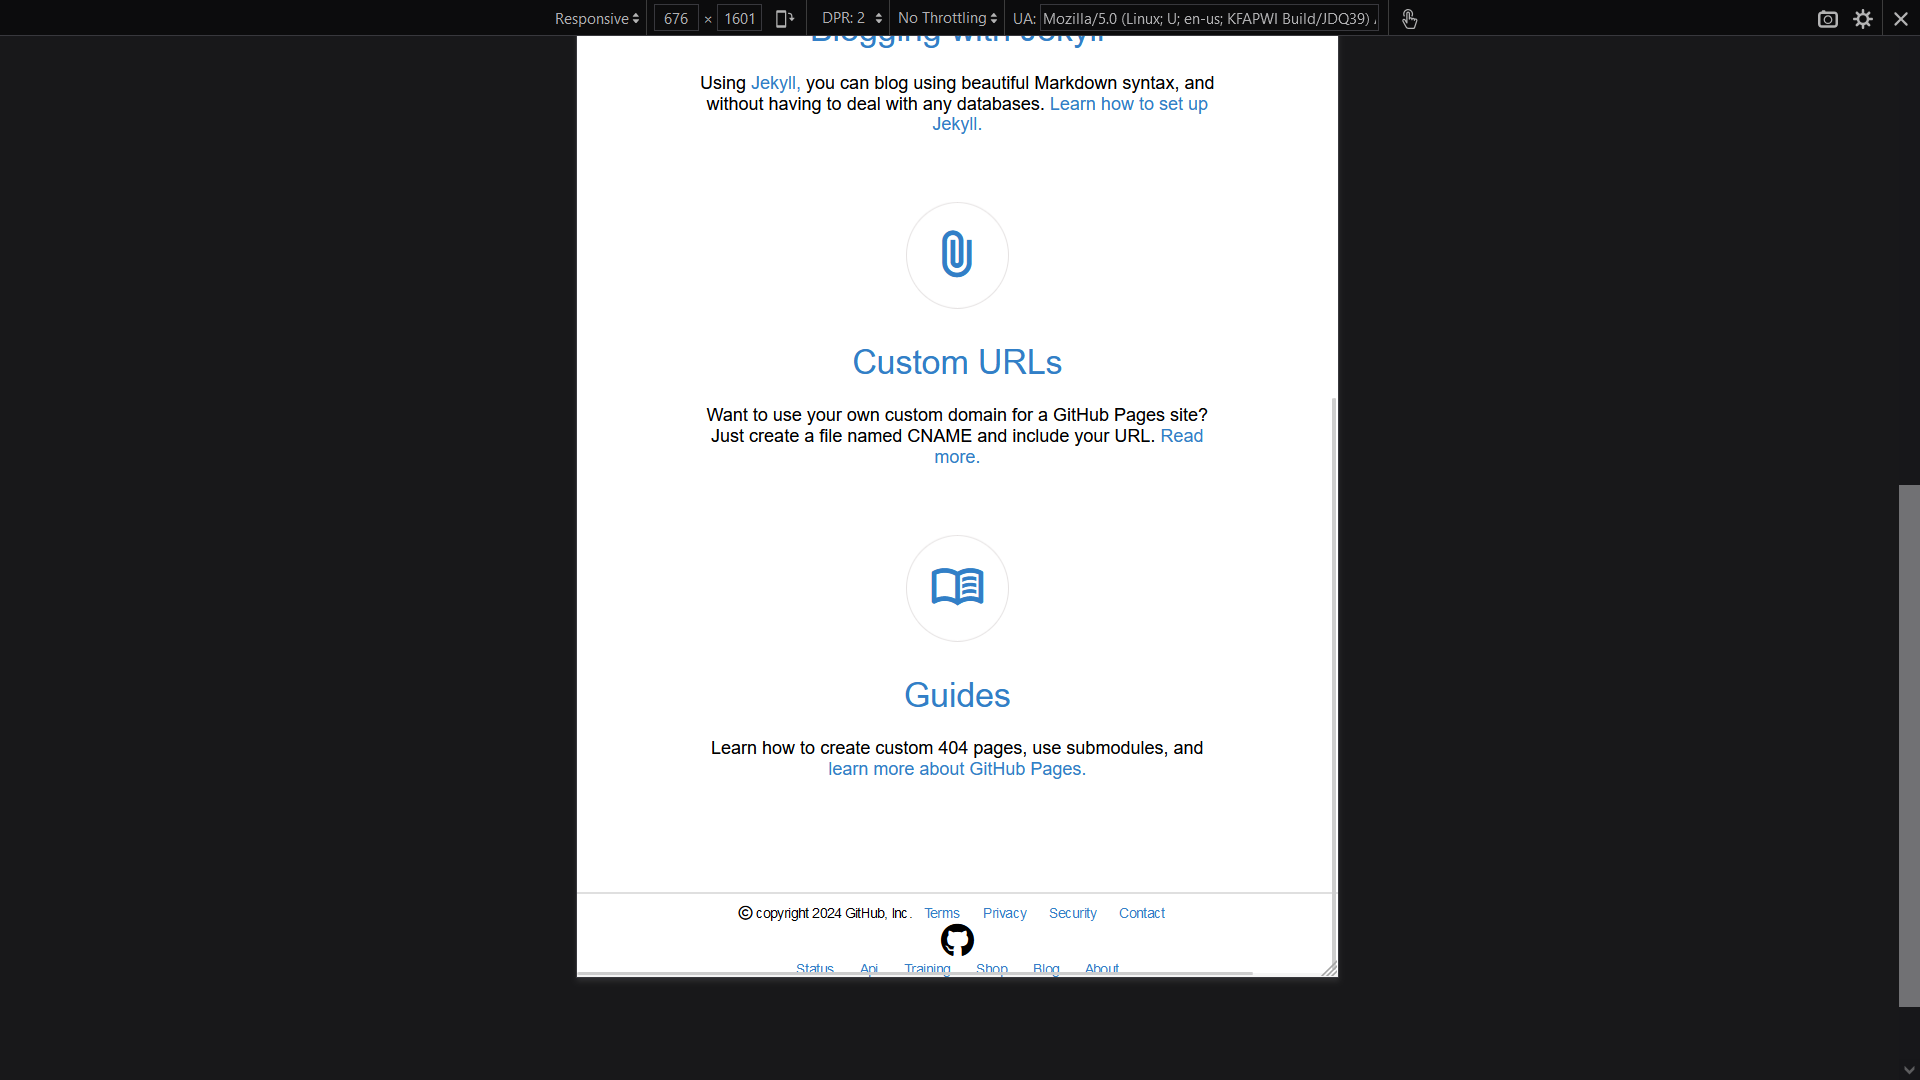 Responsive 676 × 1601 DPR: 2 No Throttling UA: Mozilla/5.0 (Linux; U; en-us; KFAPWI Build/JDQ39)
Blogging with Jekyll
Using Jekyll, you can blog using beautiful Markdown syntax, and
without having to deal with any databases. Learn how to set up
Jekyll.
Custom URLs
Want to use your own custom domain for a GitHub Pages site?
Just create a file named CNAME and include your URL. Read
more.
Guides
Learn how to create custom 404 pages, use submodules, and
learn more about GitHub Pages.
© copyright 2024 GitHub, Inc. Terms Privacy Security Contact
Status Api Training Shop Blog About